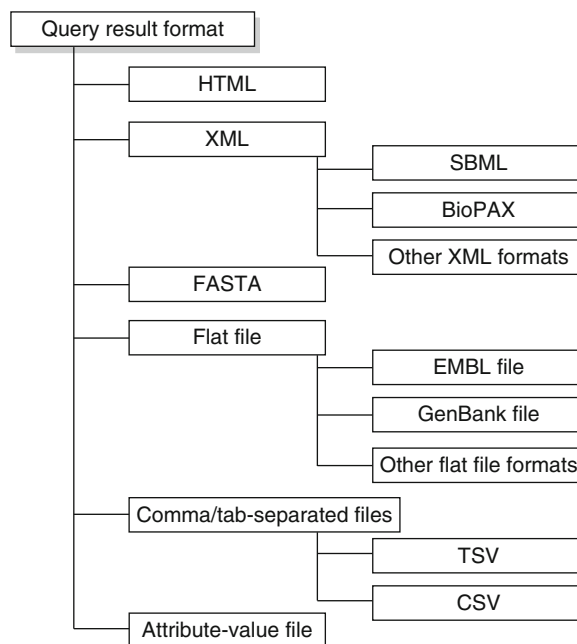 Query result format
HTML
XML
SBML
BioPAX
Other XML formats
FASTA
Flat file
EMBL file
GenBank file
Other flat file formats
Comma/tab-separated files
TSV
CSV
Attribute-value file